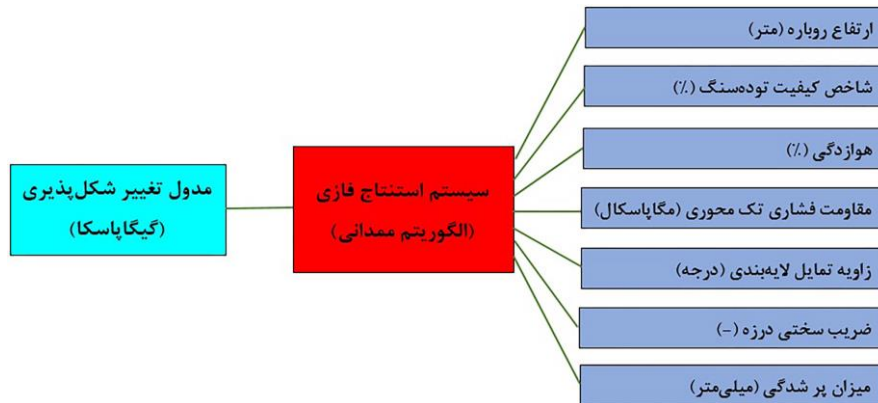 ارتفاع روباره (متر)
شاخص کیفیت توده‌سنگ (٪)
هوازدگی (٪)
مقاومت فشاری تک محوری (مگاپاسکال)
زاویه تمایل لایه‌بندی (درجه)
ضریب سختی درزه (-)
میزان پر شدگی (میلی‌متر)
سیستم استنتاج فازی
(الگوریتم ممدانی)
مدول تغییر شکل‌پذیری
(گیگاپاسکا)